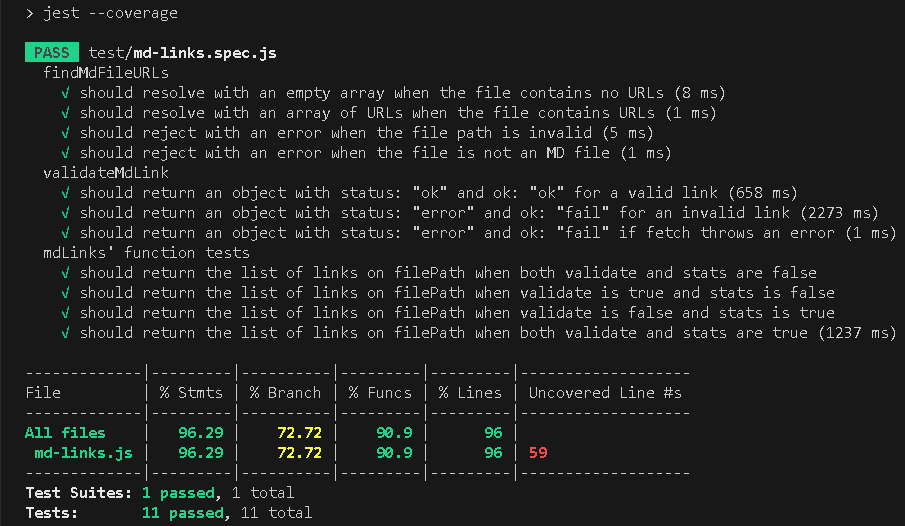 > jest --coverage
PASS test/md-links.spec.js
findMdFileURLs
√ should resolve with an empty array when the file contains no URLs (8 ms)
√ should resolve with an array of URLs when the file contains URLs (1 ms)
√ should reject with an error when the file path is invalid (5 ms)
√ should reject with an error when the file is not an MD file (1 ms)
validateMdLink
√ should return an object with status: "ok" and ok: "ok" for a valid link (658 ms)
√ should return an object with status: "error" and ok: "fail" for an invalid link (2273 ms)
√ should return an object with status: "error" and ok: "fail" if fetch throws an error (1 ms)
mdLinks' function tests
√ should return the list of links on filePath when both validate and stats are false
√ should return the list of links on filePath when validate is true and stats is false
√ should return the list of links on filePath when validate is false and stats is true
√ should return the list of links on filePath when both validate and stats are true (1237 ms)
-------------|---------|----------|---------|---------|-------------------
File | % Stmts | % Branch | % Funcs | % Lines | Uncovered Line #s
-------------|---------|----------|---------|---------|-------------------
All files | 96.29 | 72.72 | 90.9 | 96 |
md-links.js | 96.29 | 72.72 | 90.9 | 96 | 59
-------------|---------|----------|---------|---------|-------------------
Test Suites: 1 passed, 1 total
Tests: 11 passed, 11 total